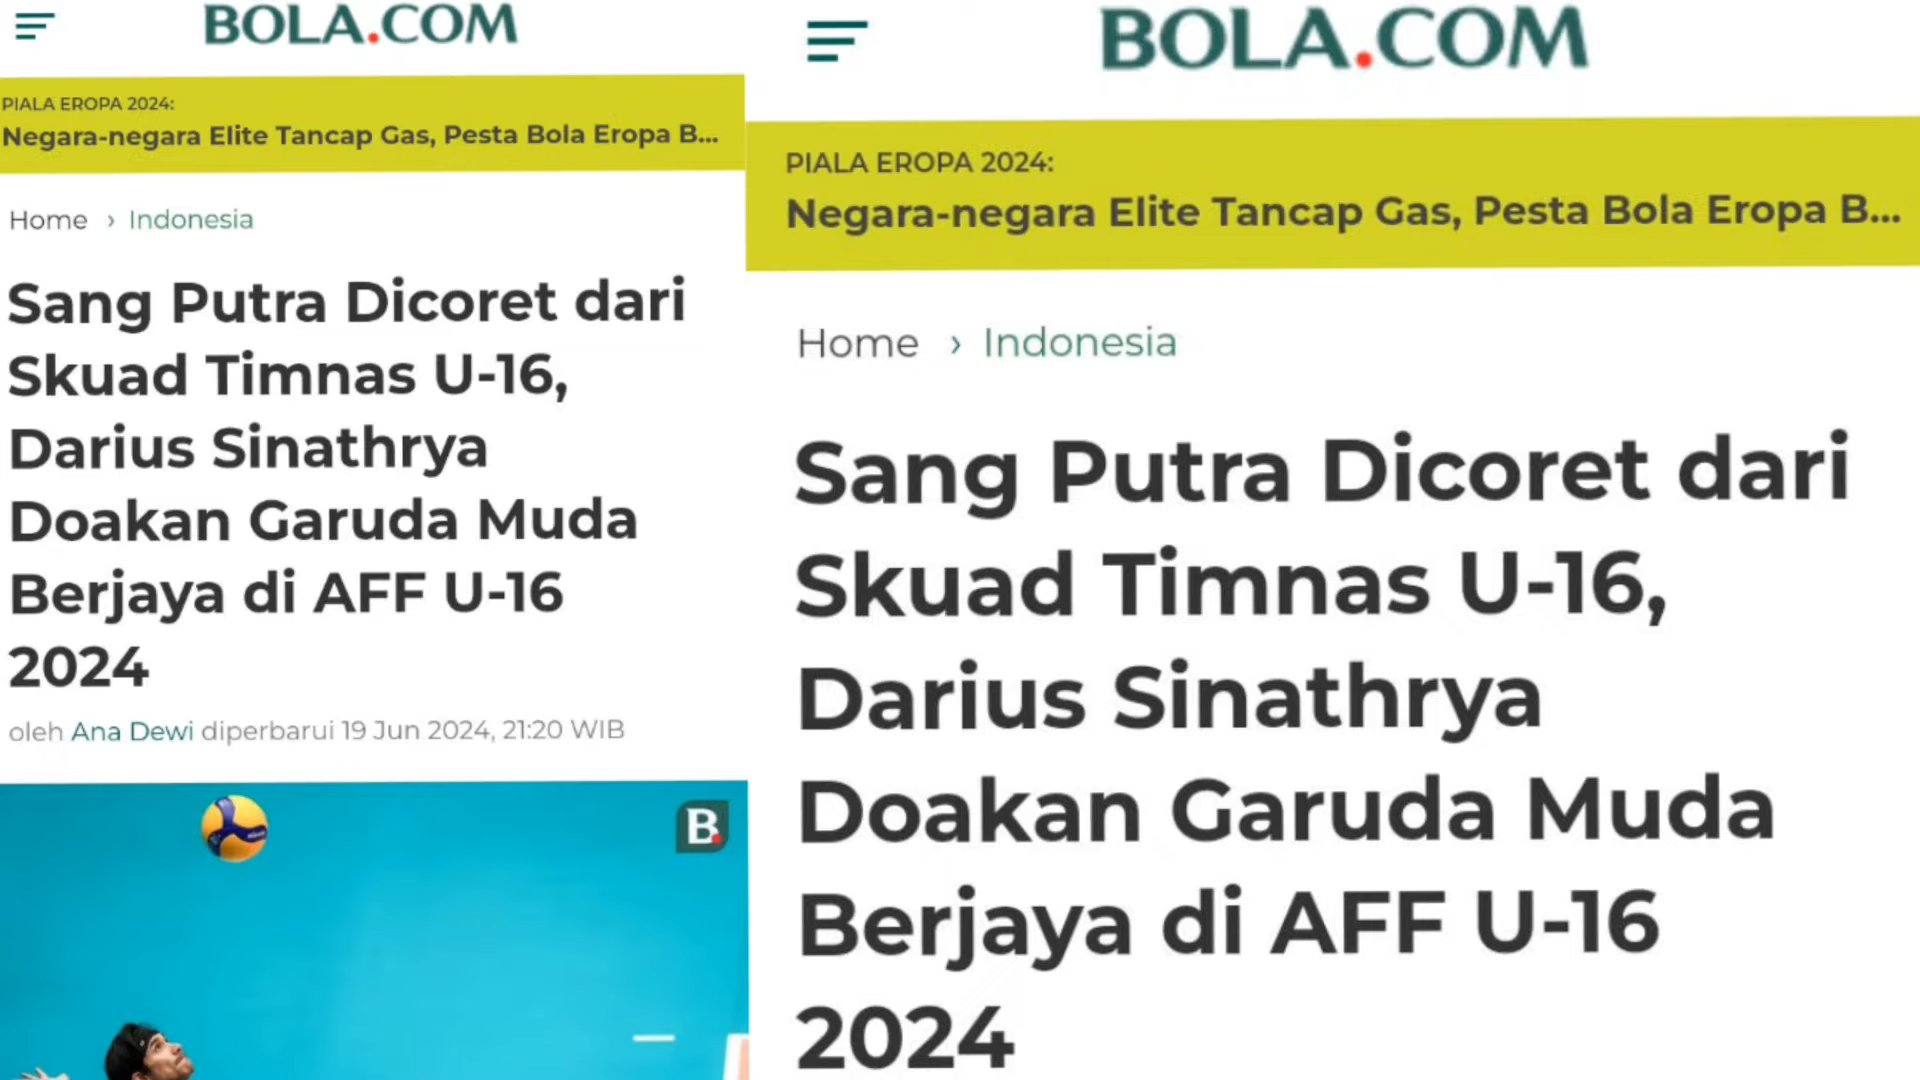 BOLA.COM
PIALA EROPA 2024:
Negara-negara Elite Tancap Gas, Pesta Bola Eropa B...
Home › Indonesia
Sang Putra Dicoret dari
Skuad Timnas U-16,
Darius Sinathrya
Doakan Garuda Muda
Berjaya di AFF U-16
2024
oleh Ana Dewi diperbarui 19 Jun 2024, 21:20 WIB
B.
BOLA.COM
PIALA EROPA 2024:
Negara-negara Elite Tancap Gas, Pesta Bola Eropa B...
Home › Indonesia
Sang Putra Dicoret dari
Skuad Timnas U-16,
Darius Sinathrya
Doakan Garuda Muda
Berjaya di AFF U-16
2024